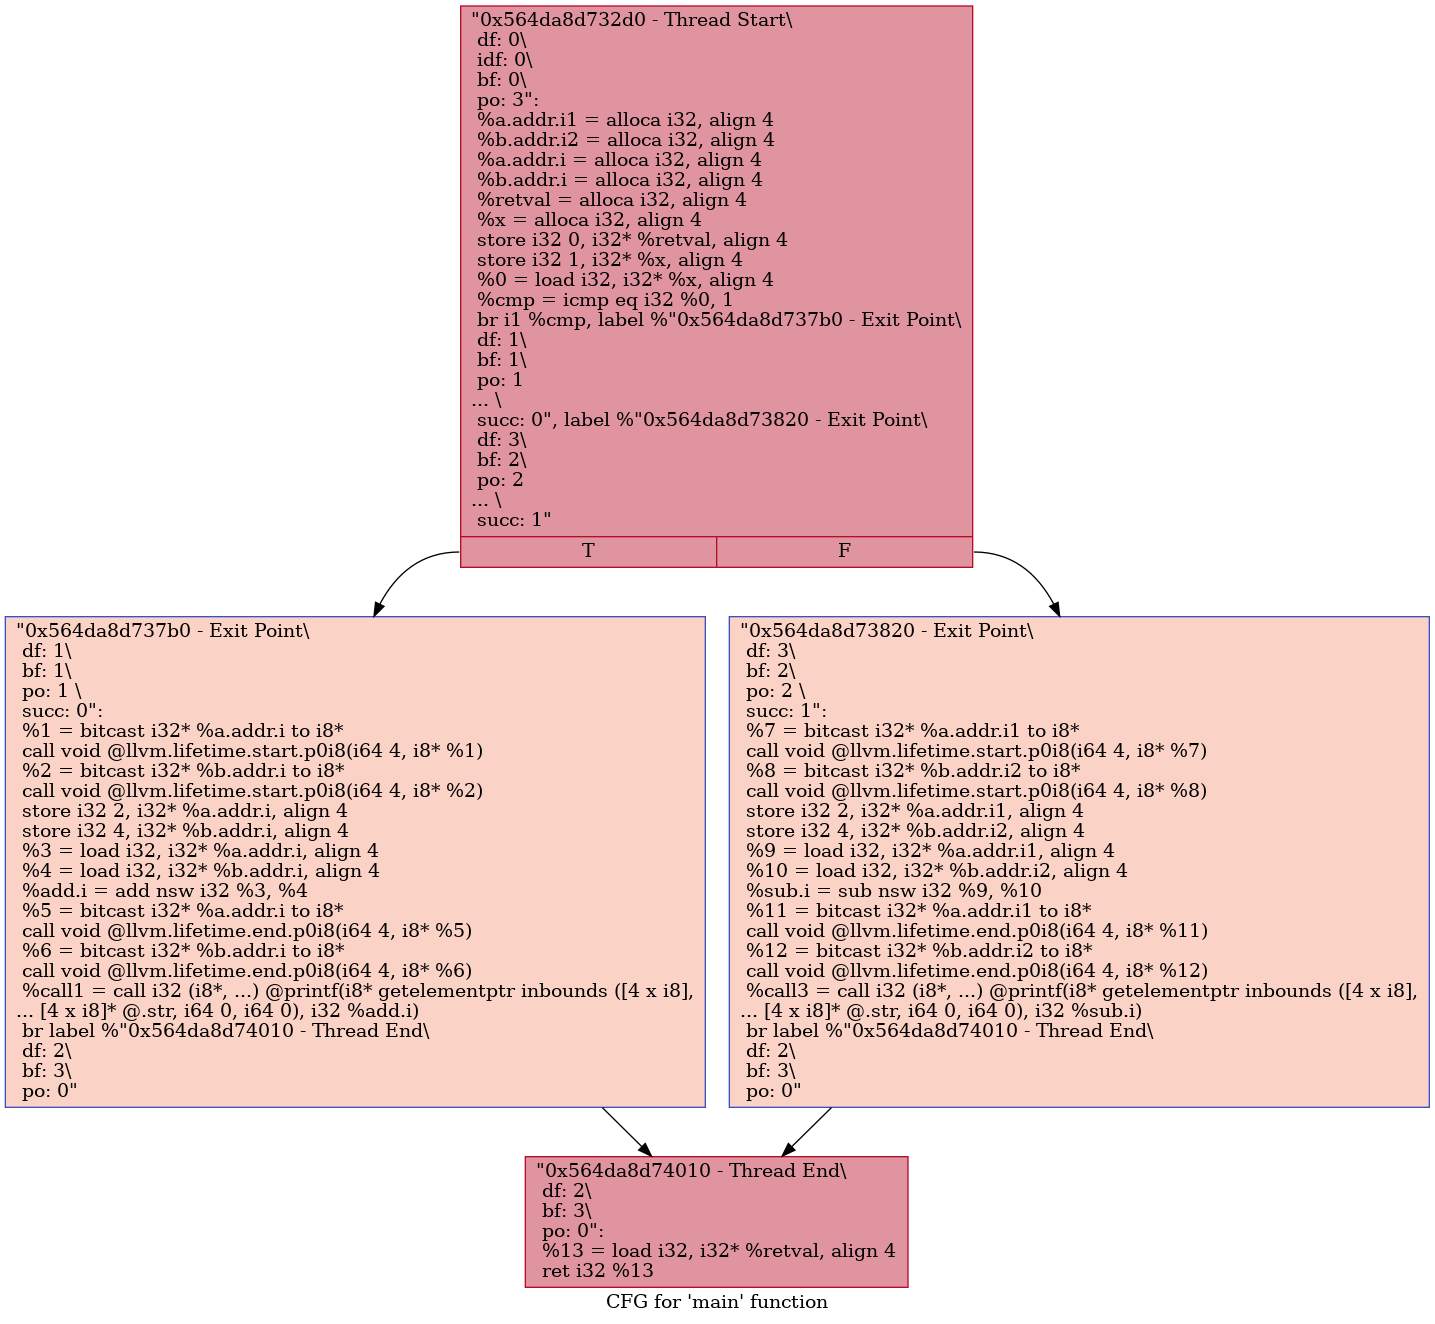 "0x564da8d732d0 - Thread Start\
df: 0\
idf: 0\
bf: 0\
po: 3":
%a.addr.i1 = alloca i32, align 4
%b.addr.i2 = alloca i32, align 4
%a.addr.i = alloca i32, align 4
%b.addr.i = alloca i32, align 4
%retval = alloca i32, align 4
%x = alloca i32, align 4
store i32 0, i32* %retval, align 4
store i32 1, i32* %x, align 4
%0 = load i32, i32* %x, align 4
%cmp = icmp eq i32 %0, 1
br i1 %cmp, label %"0x564da8d737b0 - Exit Point\
df: 1\
bf: 1\
po: 1
... \
succ: 0", label %"0x564da8d73820 - Exit Point\
df: 3\
bf: 2\
po: 2
... \
succ: 1"
T
F
"0x564da8d737b0 - Exit Point\
df: 1\
bf: 1\
po: 1 \
succ: 0":
%1 = bitcast i32* %a.addr.i to i8*
call void @llvm.lifetime.start.p0i8(i64 4, i8* %1)
%2 = bitcast i32* %b.addr.i to i8*
call void @llvm.lifetime.start.p0i8(i64 4, i8* %2)
store i32 2, i32* %a.addr.i, align 4
store i32 4, i32* %b.addr.i, align 4
%3 = load i32, i32* %a.addr.i, align 4
%4 = load i32, i32* %b.addr.i, align 4
%add.i = add nsw i32 %3, %4
%5 = bitcast i32* %a.addr.i to i8*
call void @llvm.lifetime.end.p0i8(i64 4, i8* %5)
%6 = bitcast i32* %b.addr.i to i8*
call void @llvm.lifetime.end.p0i8(i64 4, i8* %6)
%call1 = call i32 (i8*, ...) @printf(i8* getelementptr inbounds ([4 x i8],
... [4 x i8]* @.str, i64 0, i64 0), i32 %add.i)
br label %"0x564da8d74010 - Thread End\
df: 2\
bf: 3\
po: 0"
"0x564da8d73820 - Exit Point\
df: 3\
bf: 2\
po: 2 \
succ: 1":
%7 = bitcast i32* %a.addr.i1 to i8*
call void @llvm.lifetime.start.p0i8(i64 4, i8* %7)
%8 = bitcast i32* %b.addr.i2 to i8*
call void @llvm.lifetime.start.p0i8(i64 4, i8* %8)
store i32 2, i32* %a.addr.i1, align 4
store i32 4, i32* %b.addr.i2, align 4
%9 = load i32, i32* %a.addr.i1, align 4
%10 = load i32, i32* %b.addr.i2, align 4
%sub.i = sub nsw i32 %9, %10
%11 = bitcast i32* %a.addr.i1 to i8*
call void @llvm.lifetime.end.p0i8(i64 4, i8* %11)
%12 = bitcast i32* %b.addr.i2 to i8*
call void @llvm.lifetime.end.p0i8(i64 4, i8* %12)
%call3 = call i32 (i8*, ...) @printf(i8* getelementptr inbounds ([4 x i8],
... [4 x i8]* @.str, i64 0, i64 0), i32 %sub.i)
br label %"0x564da8d74010 - Thread End\
df: 2\
bf: 3\
po: 0"
"0x564da8d74010 - Thread End\
df: 2\
bf: 3\
po: 0":
%13 = load i32, i32* %retval, align 4
ret i32 %13
CFG for 'main' function